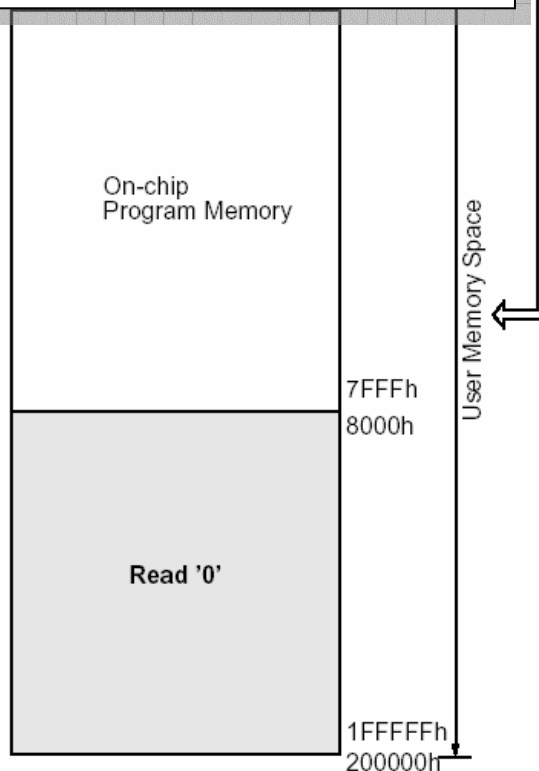 On-chip
Program Memory
User Memory Space
7FFFh
8000h
Read '0'
1FFFFFh
200000h